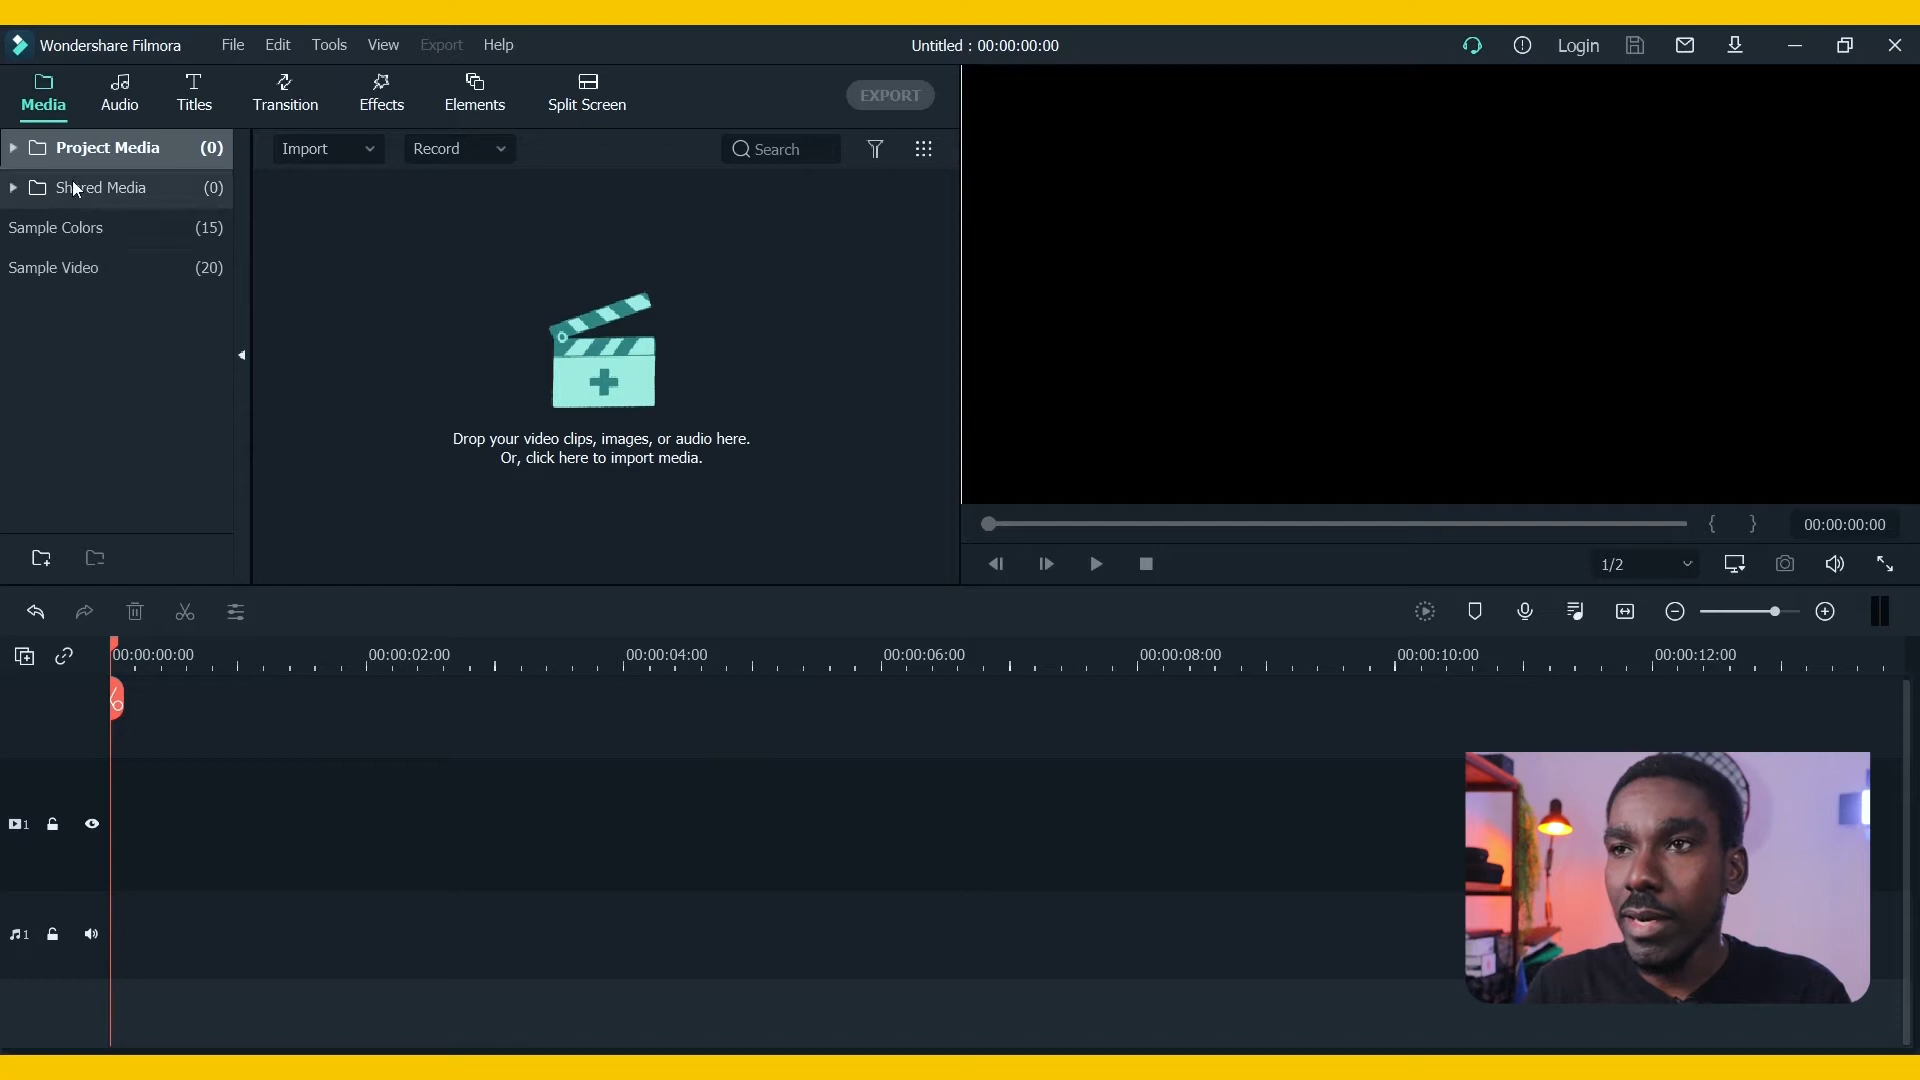 Wondershare Filmora File Edit Tools View Export Help Untitled : 00:00:00:00 Login
Media Audio Titles Transition Effects Elements Split Screen EXPORT
Project Media (0) Import Record Search
Shared Media (0)
Sample Colors (15)
Sample Video (20)
Drop your video clips, images, or audio here.
Or, click here to import media.
{ } 00:00:00:00
1/2
00:00:00:00 00:00:02:00 00:00:04:00 00:00:06:00 00:00:08:00 00:00:10:00 00:00:12:00
1
1